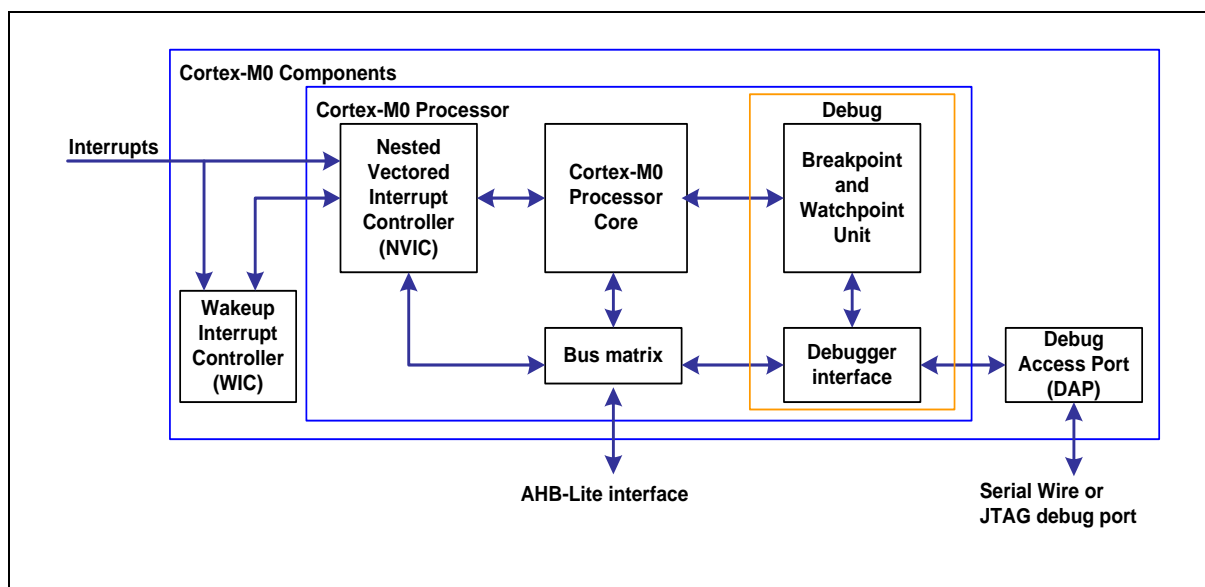 Cortex-M0 Components
Cortex-M0 Processor
Debug
Interrupts
Nested
Vectored
Interrupt
Controller
(NVIC)
Cortex-M0
Processor
Core
Breakpoint
and
Watchpoint
Unit
Wakeup
Interrupt
Controller
(WIC)
Bus matrix
Debugger
interface
Debug
Access Port
(DAP)
AHB-Lite interface
Serial Wire or
JTAG debug port